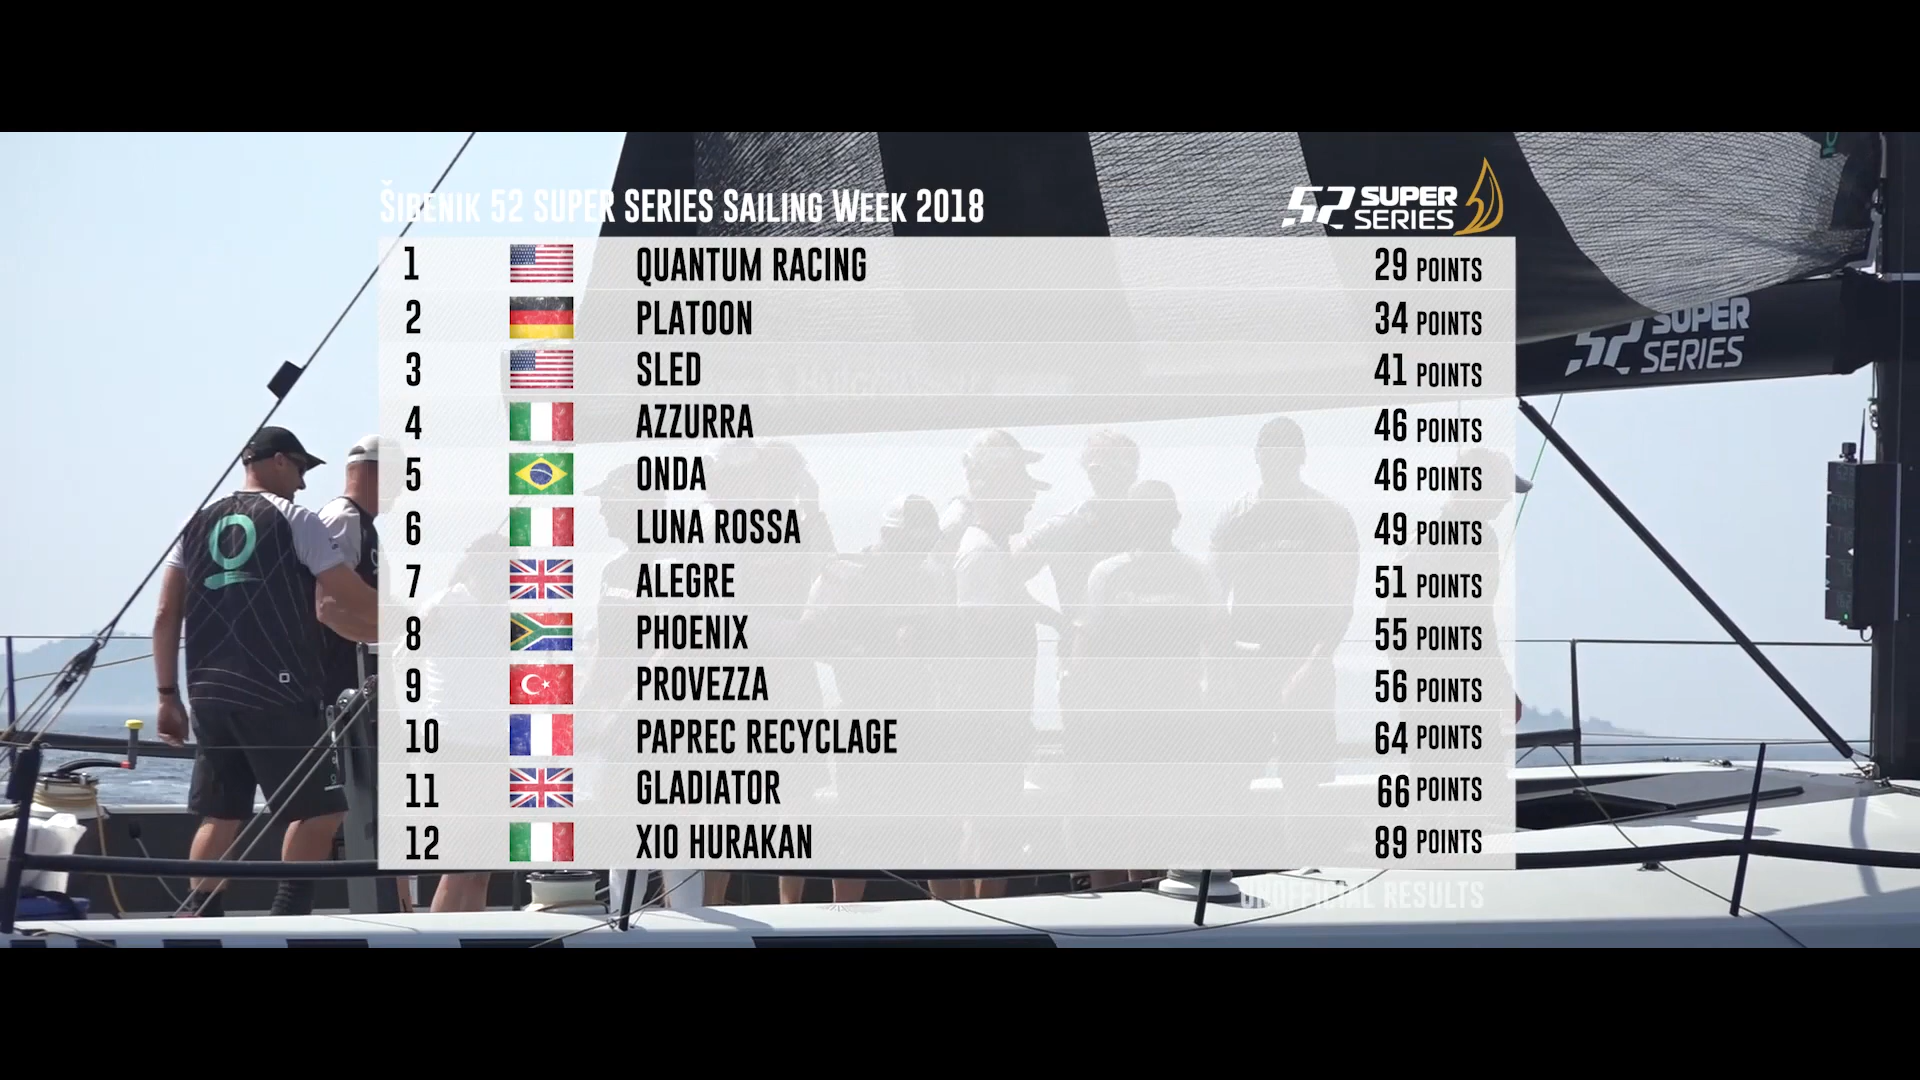 ŠIBENIK 52 SUPER SERIES SAILING WEEK 2018
52 SUPER SERIES
1 QUANTUM RACING 29 POINTS
2 PLATOON 34 POINTS
3 SLED 41 POINTS
4 AZZURRA 46 POINTS
5 ONDA 46 POINTS
6 LUNA ROSSA 49 POINTS
7 ALEGRE 51 POINTS
8 PHOENIX 55 POINTS
9 PROVEZZA 56 POINTS
10 PAPREC RECYCLAGE 64 POINTS
11 GLADIATOR 66 POINTS
12 XIO HURAKAN 89 POINTS
UNOFFICIAL RESULTS
52 SUPER SERIES